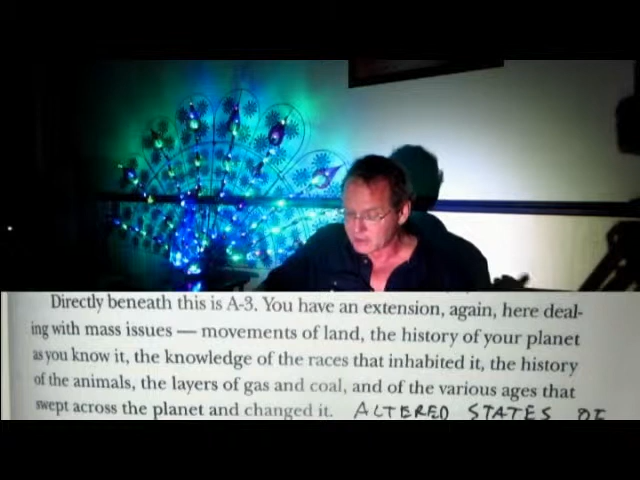 Directly beneath this is A-3. You have an extension, again, here deal-
ing with mass issues — movements of land, the history of your planet
as you know it, the knowledge of the races that inhabited it, the history
of the animals, the layers of gas and coal, and of the various ages that
swept across the planet and changed it. ALTERED STATES OF